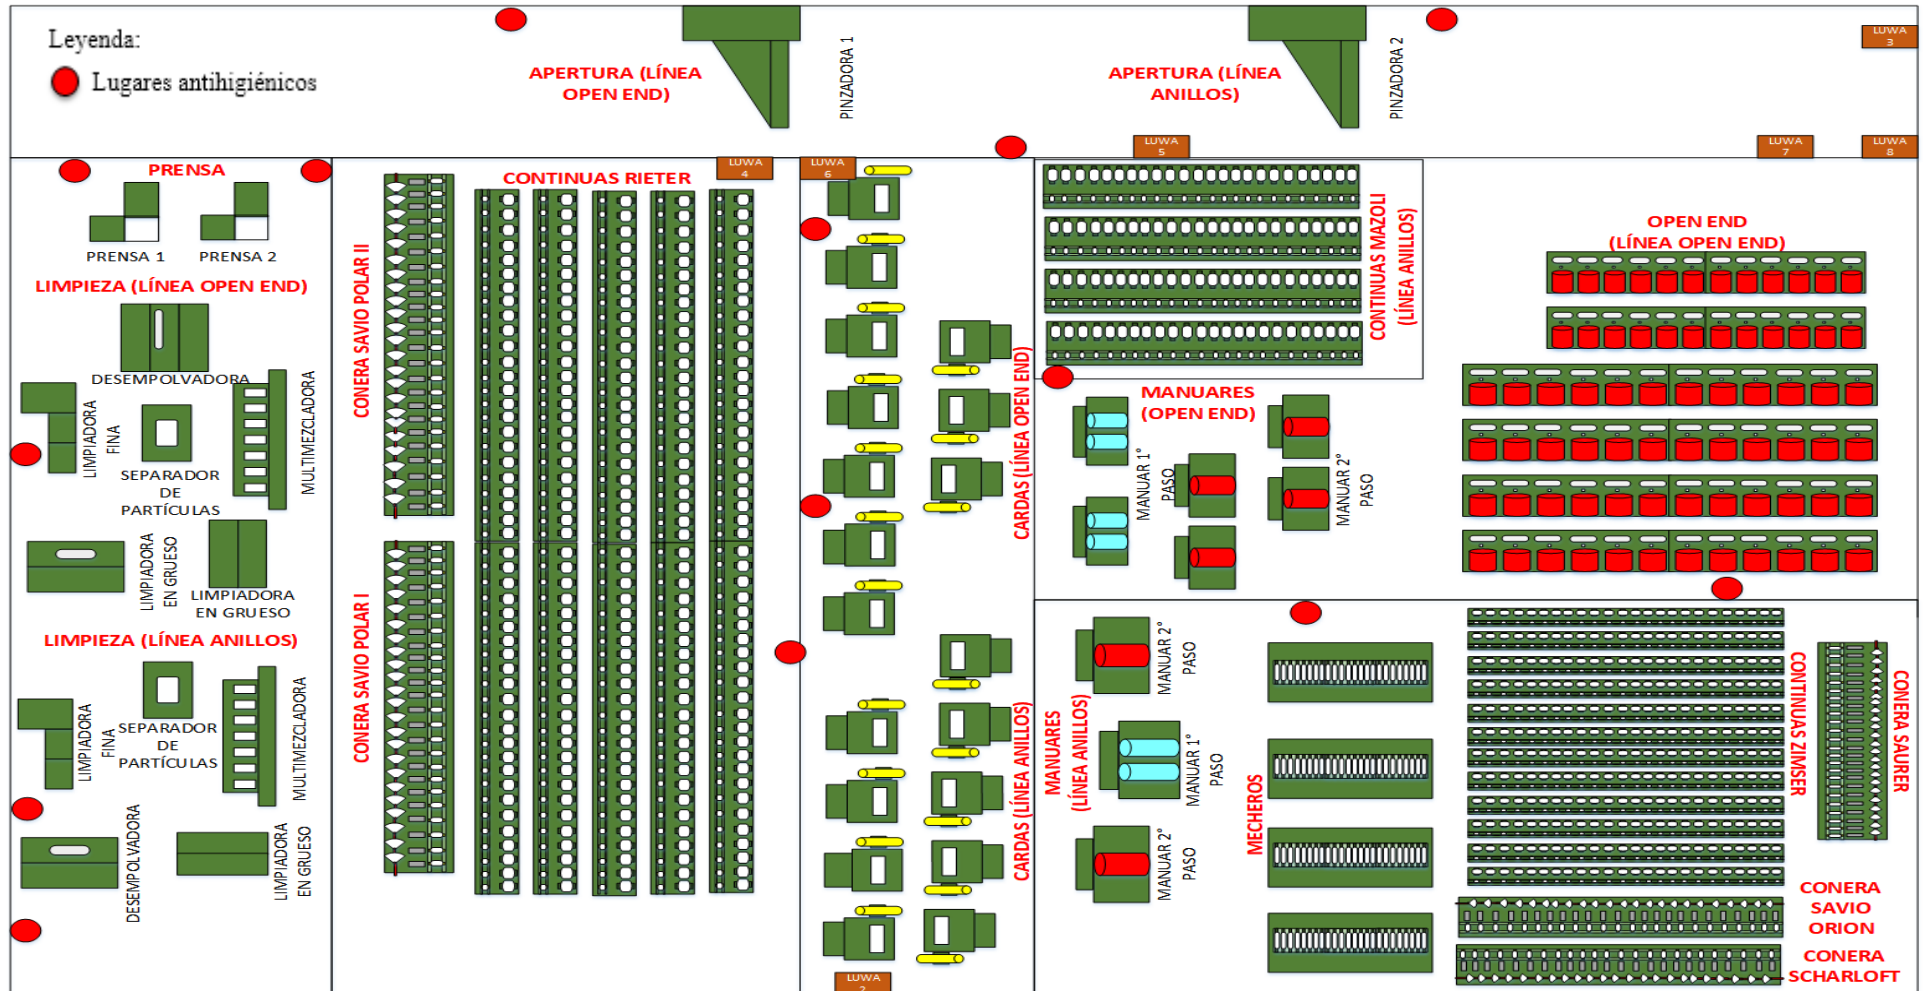 Leyenda:
Lugares antihigiénicos
APERTURA (LÍNEA
OPEN END)
PINZADORA 1
APERTURA (LÍNEA
ANILLOS)
PINZADORA 2
LUWA
3
LUWA
5
LUWA
7
LUWA
8
PRENSA
PRENSA 1
PRENSA 2
LIMPIEZA (LÍNEA OPEN END)
DESEMPOLVADORA
LIMPIADORA
FINA
SEPARADOR
DE
PARTÍCULAS
MULTIMEZCLADORA
LIMPIADORA
EN GRUESO
LIMPIADORA
EN GRUESO
LIMPIEZA (LÍNEA ANILLOS)
LIMPIADORA
FINA
SEPARADOR
DE
PARTÍCULAS
MULTIMEZCLADORA
DESEMPOLVADORA
LIMPIADORA
EN GRUESO
CONERA SAVIO POLAR II
CONERA SAVIO POLAR I
CONTINUAS RIETER
LUWA
4
LUWA
6
CARDAS (LÍNEA OPEN END)
CARDAS (LÍNEA ANILLOS)
LUWA
2
CONTINUAS MAZOLI
(LÍNEA ANILLOS)
MANUARES
(OPEN END)
MANUAR 1°
PASO
MANUAR 2°
PASO
OPEN END
(LÍNEA OPEN END)
MANUARES
(LÍNEA ANILLOS)
MANUAR 2°
PASO
MANUAR 1°
PASO
MANUAR 2°
PASO
MECHEROS
CONTINUAS ZIMSER
CONERA SAURER
CONERA
SAVIO
ORION
CONERA
SCHARLOFT